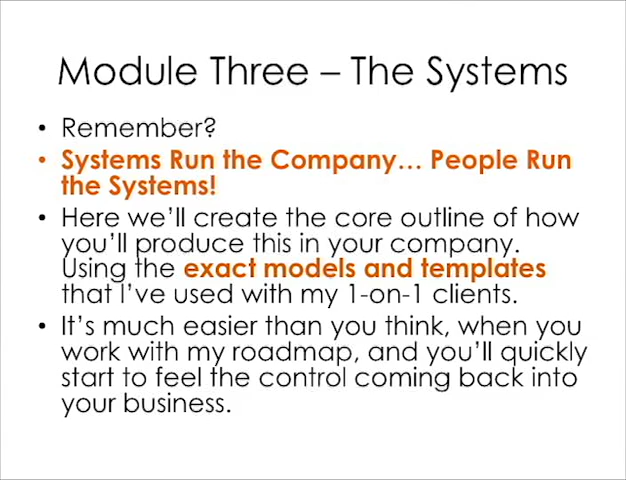 Module Three – The Systems
• Remember?
• Systems Run the Company… People Run
the Systems!
• Here we'll create the core outline of how
you'll produce this in your company.
Using the exact models and templates
that I've used with my 1-on-1 clients.
• It's much easier than you think, when you
work with my roadmap, and you'll quickly
start to feel the control coming back into
your business.